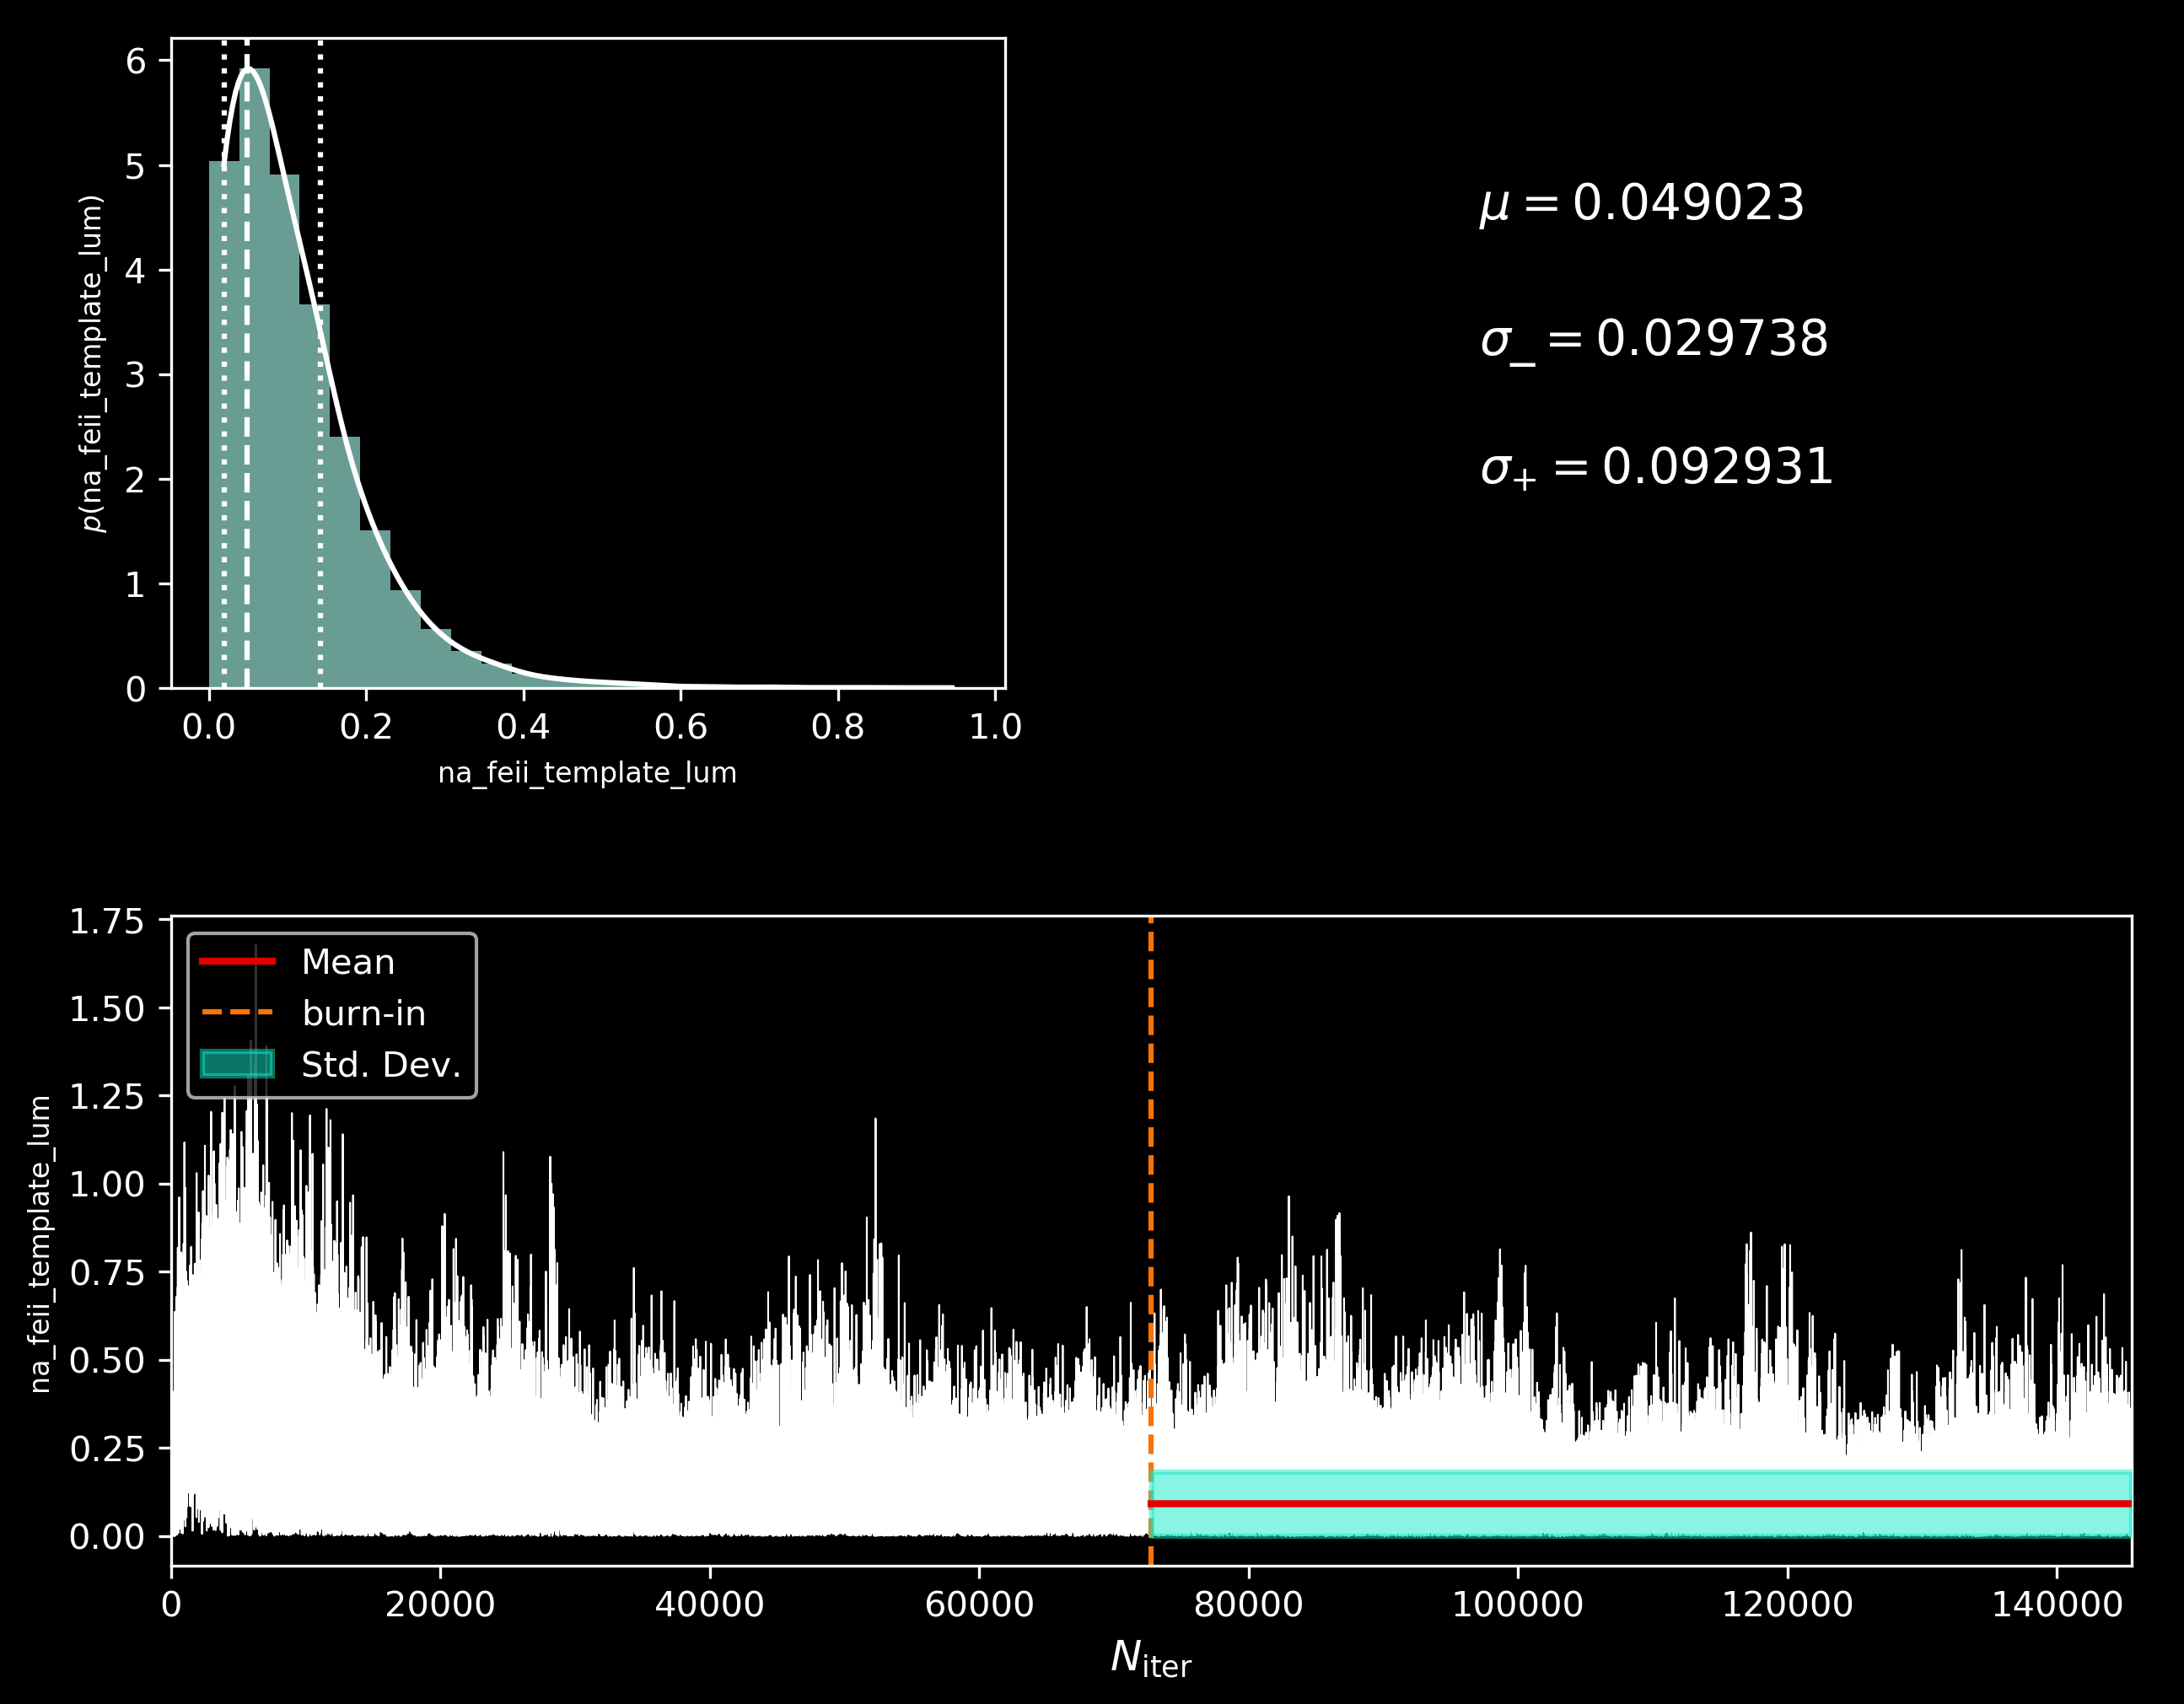 6
5
4
3
2
1
0
p(na_feii_template_lum)
0.0 0.2 0.4 0.6 0.8 1.0
na_feii_template_lum
μ = 0.049023
σ_− = 0.029738
σ_+ = 0.092931
1.75
1.50
1.25
1.00
0.75
0.50
0.25
0.00
na_feii_template_lum
Mean
burn-in
Std. Dev.
0 20000 40000 60000 80000 100000 120000 140000
N_iter